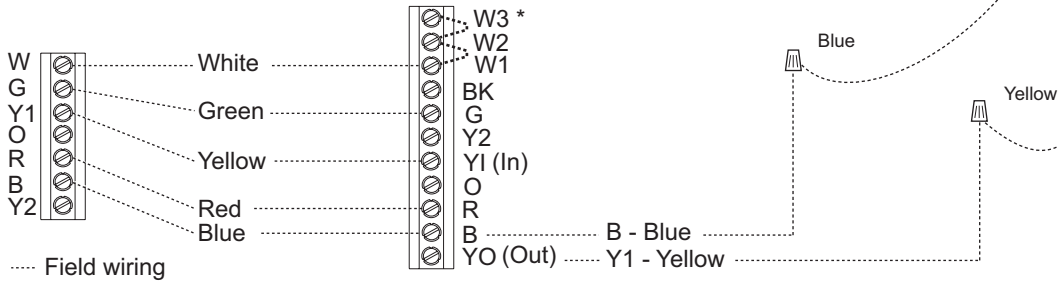 W
G
Y1
O
R
B
Y2
White
Green
Yellow
Red
Blue
W3 *
W2
W1
BK
G
Y2
YI (In)
O
R
B
YO (Out)
B - Blue
Y1 - Yellow
Blue
Yellow
Field wiring